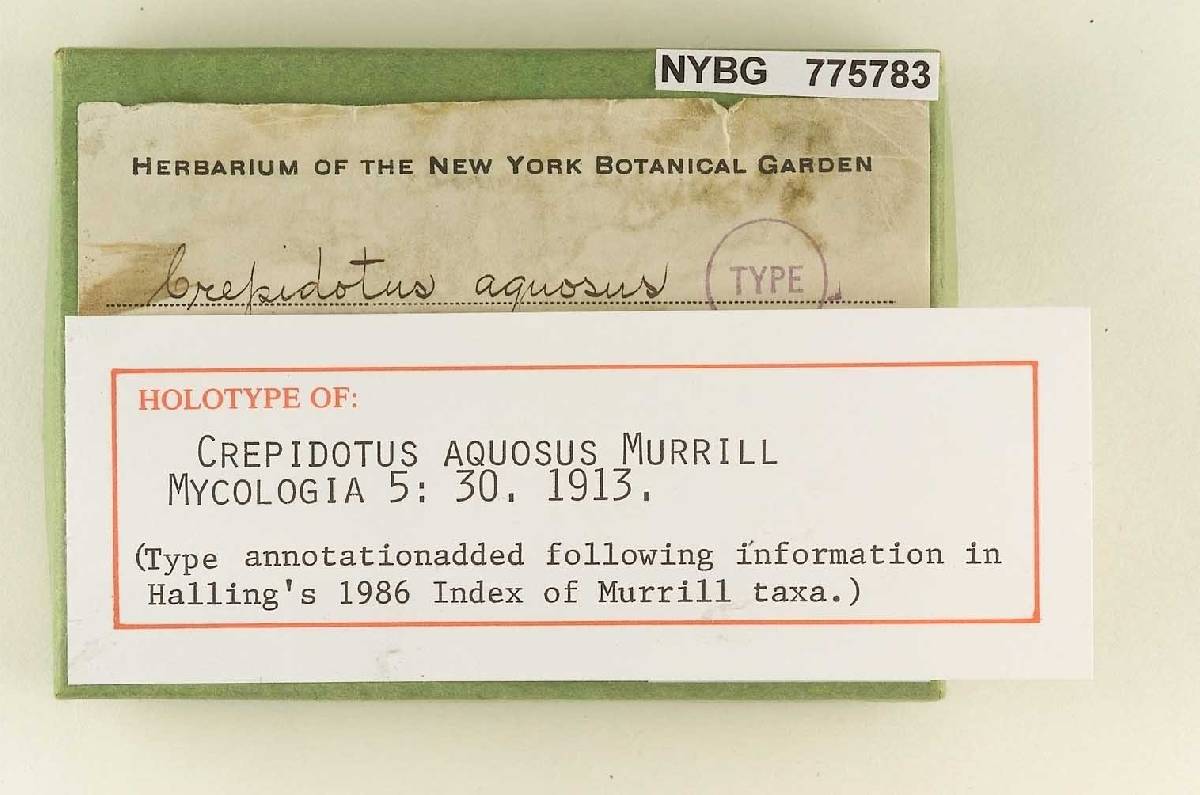 NYBG 775783
HERBARIUM OF THE NEW YORK BOTANICAL GARDEN
Crepidotus aquosus
TYPE
HOLOTYPE OF:
CREPIDOTUS AQUOSUS MURRILL
MYCOLOGIA 5: 30. 1913.
(Type annotationadded following information in
Halling's 1986 Index of Murrill taxa.)